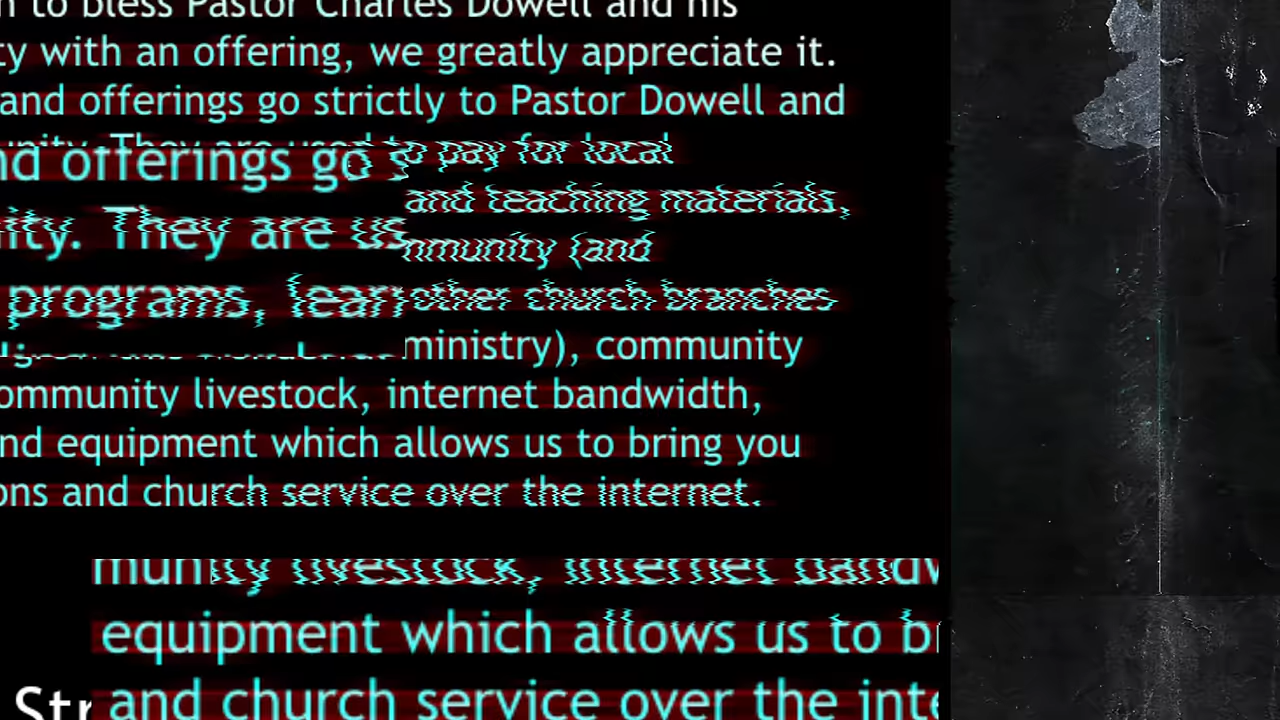 to bless Pastor Charles Dowell and his
ty with an offering, we greatly appreciate it.
and offerings go strictly to Pastor Dowell and
unity. They are used to pay for local
nd offerings go s
and teaching materials,
ity. They are us
mmunity (and
programs, learn
other church branches
ministry), community
ommunity livestock, internet bandwidth,
nd equipment which allows us to bring you
ons and church service over the internet.
munity livestock, internet bandw
equipment which allows us to br
Str
and church service over the inte